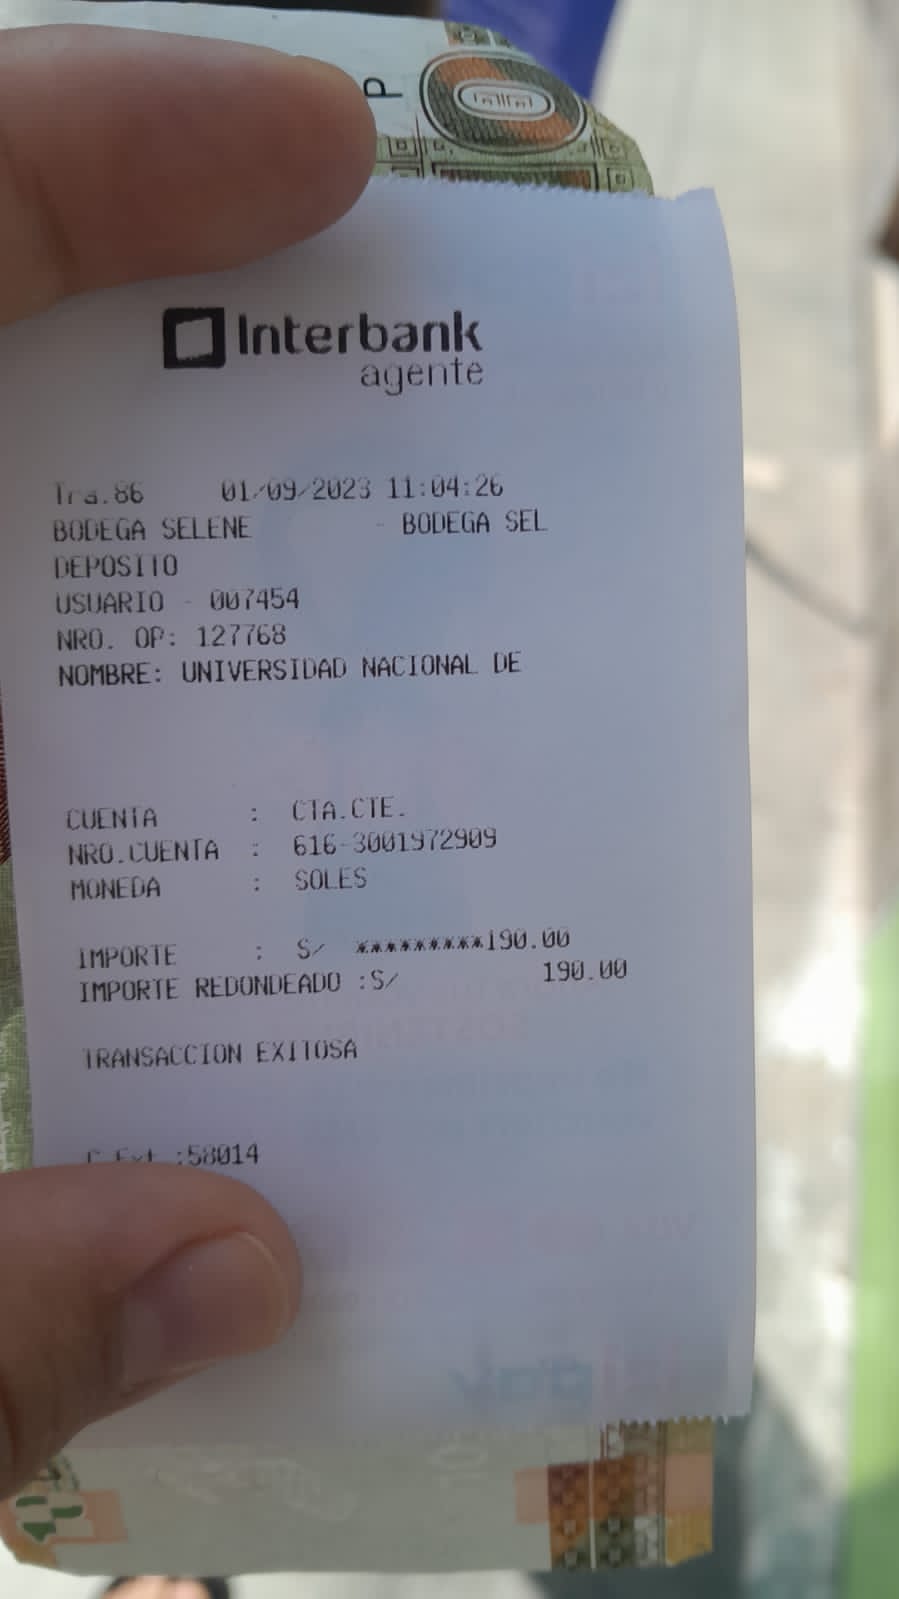 P
Interbank
agente
Tra.86 01/09/2023 11:04:26
BODEGA SELENE - BODEGA SEL
DEPOSITO
USUARIO - 007454
NRO. OP: 127768
NOMBRE: UNIVERSIDAD NACIONAL DE
CUENTA : CTA.CTE.
NRO.CUENTA : 616-3001972909
MONEDA : SOLES
IMPORTE : S/ *********190.00
IMPORTE REDONDEADO :S/ 190.00
TRANSACCION EXITOSA
C Ext :58014